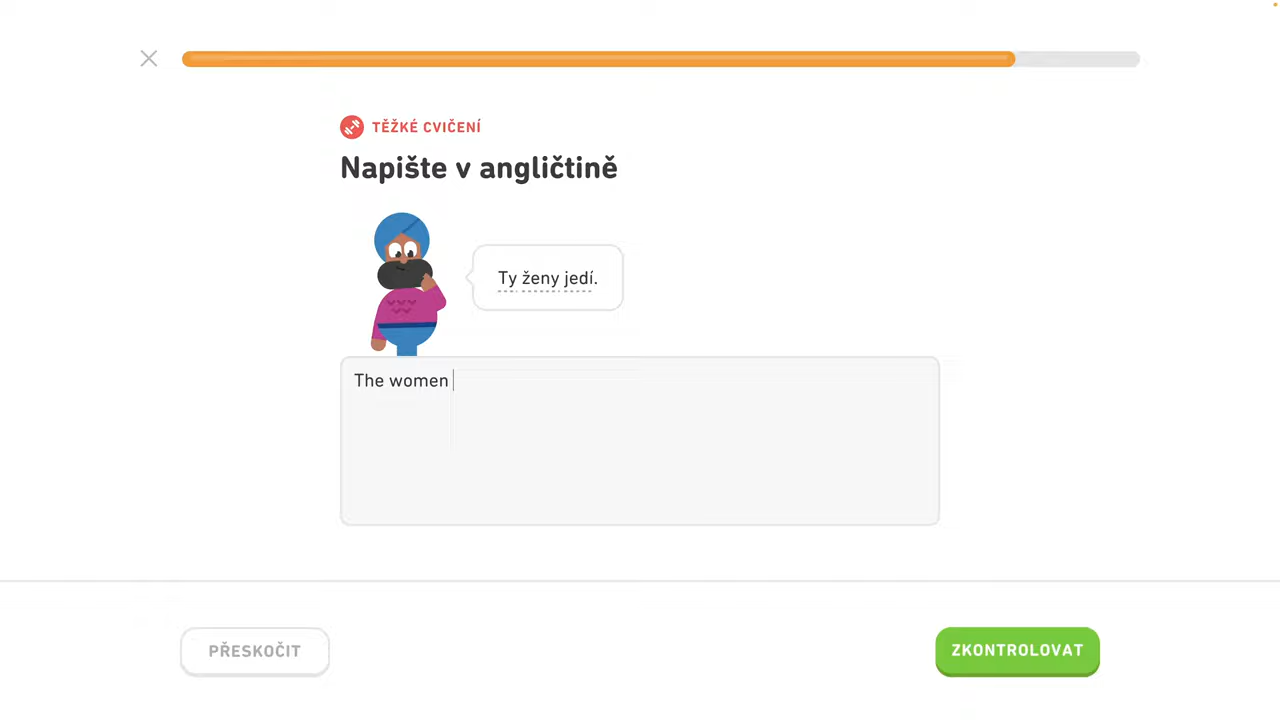 TĚŽKÉ CVIČENÍ
Napište v angličtině
Ty ženy jedí.
The women
PŘESKOČIT
ZKONTROLOVAT